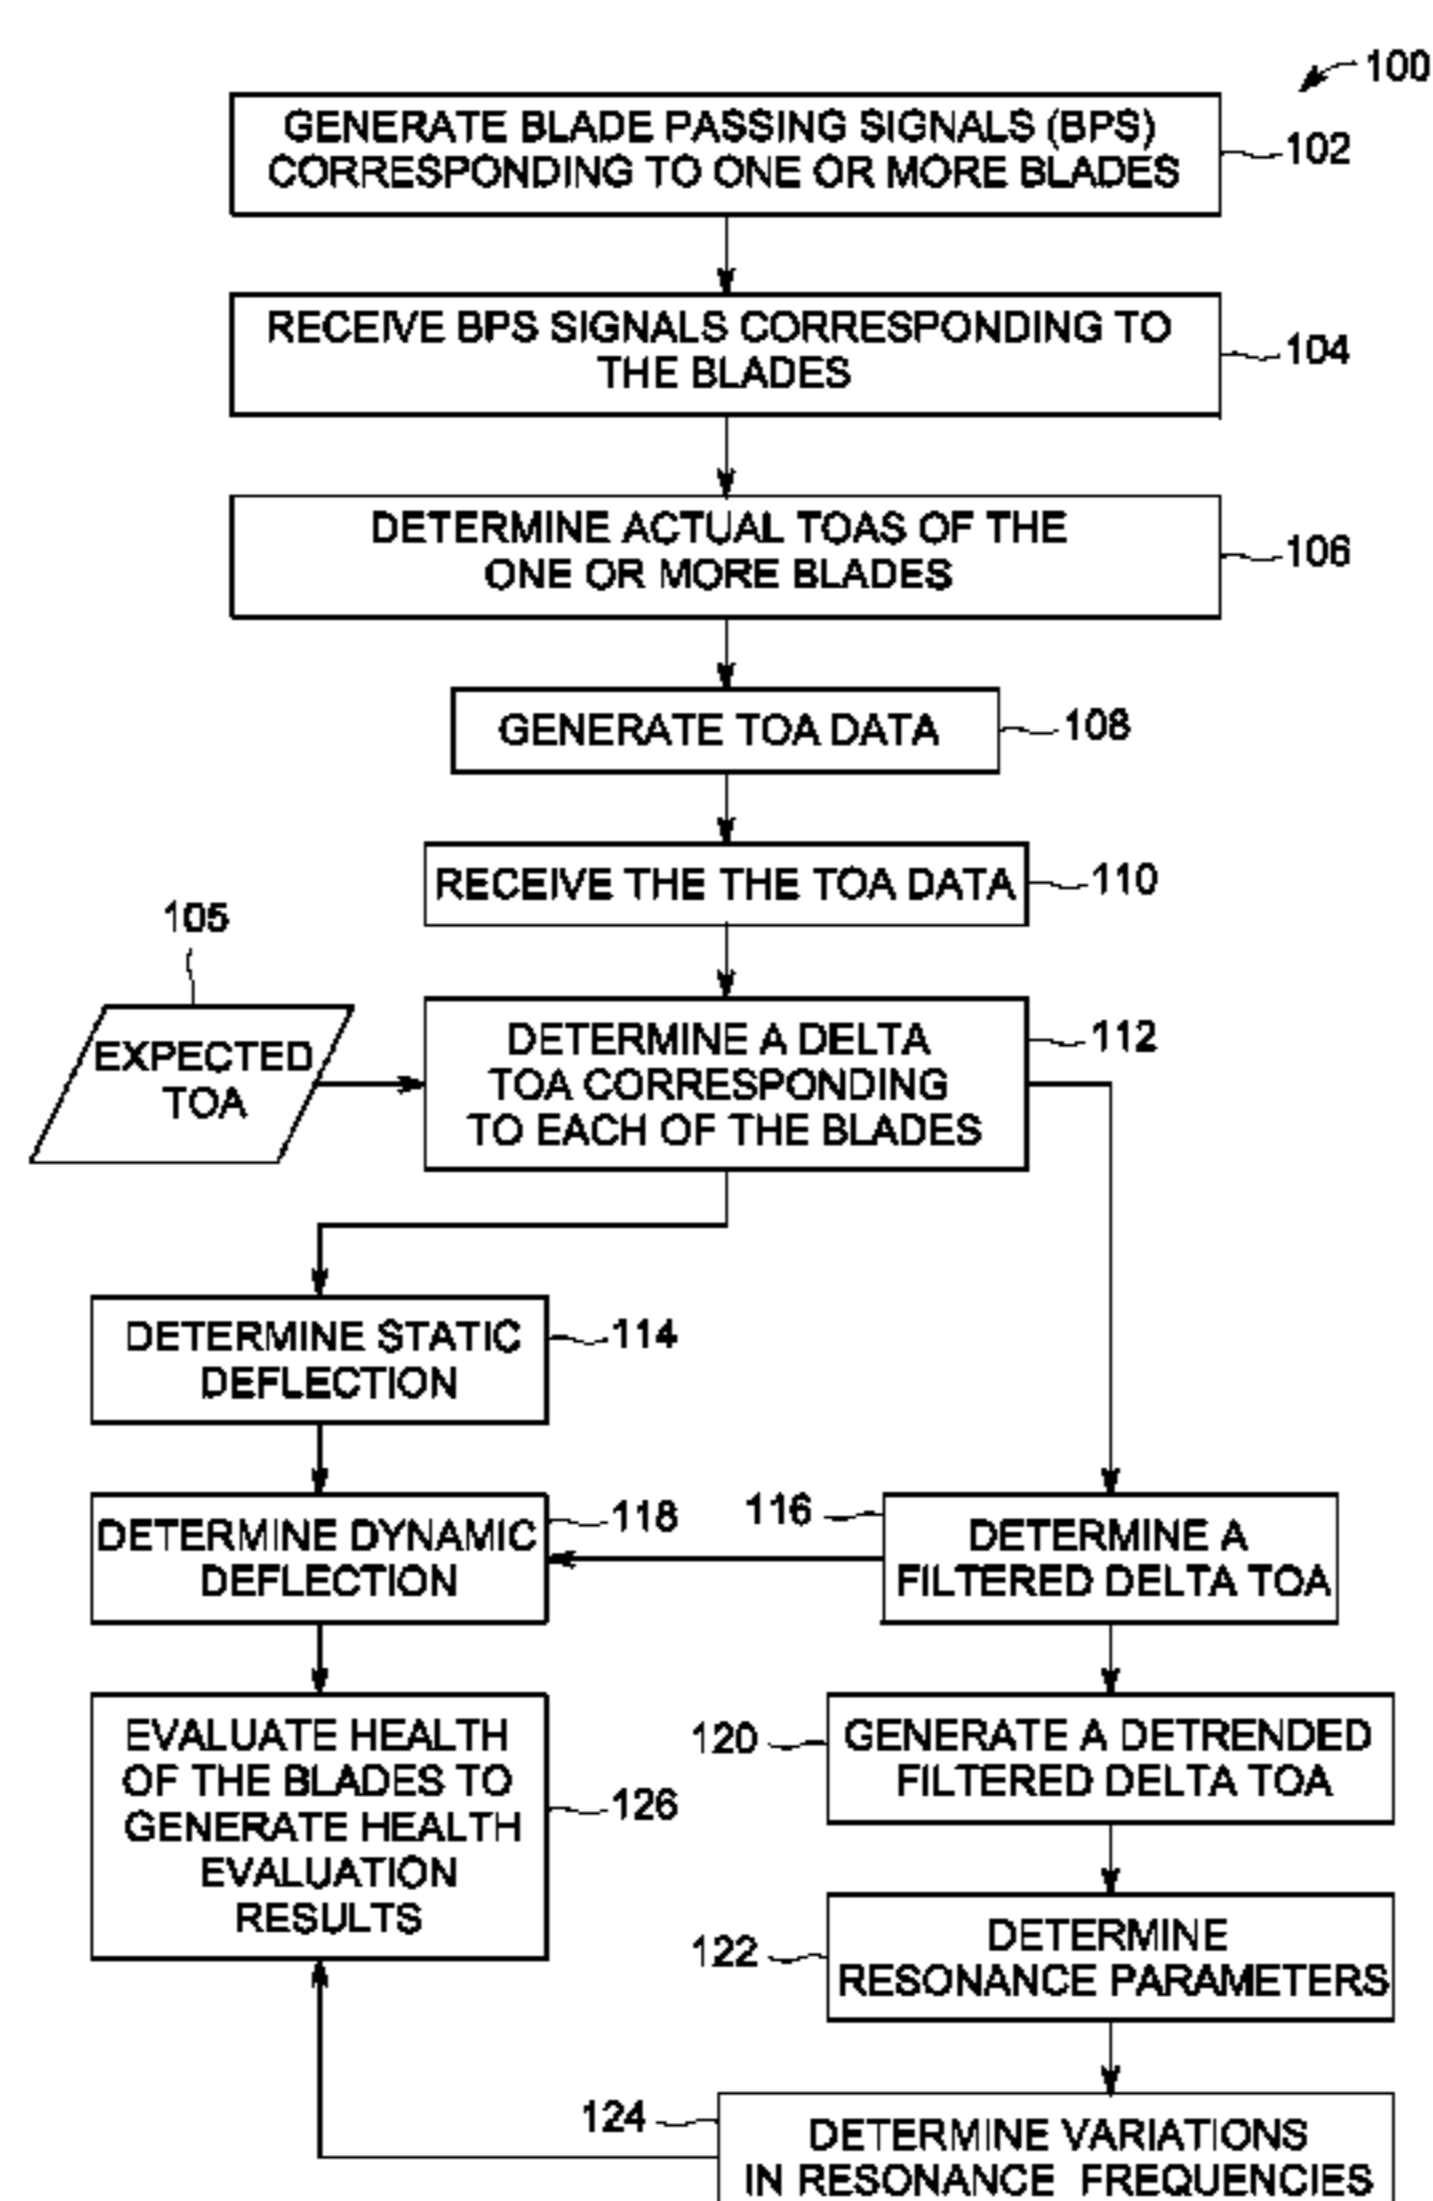 100
GENERATE BLADE PASSING SIGNALS (BPS)
CORRESPONDING TO ONE OR MORE BLADES
102
RECEIVE BPS SIGNALS CORRESPONDING TO
THE BLADES
104
DETERMINE ACTUAL TOAS OF THE
ONE OR MORE BLADES
106
GENERATE TOA DATA
108
RECEIVE THE THE TOA DATA
110
105
EXPECTED
TOA
DETERMINE A DELTA
TOA CORRESPONDING
TO EACH OF THE BLADES
112
DETERMINE STATIC
DEFLECTION
114
DETERMINE DYNAMIC
DEFLECTION
118
116
DETERMINE A
FILTERED DELTA TOA
EVALUATE HEALTH
OF THE BLADES TO
GENERATE HEALTH
EVALUATION
RESULTS
126
120
GENERATE A DETRENDED
FILTERED DELTA TOA
122
DETERMINE
RESONANCE PARAMETERS
124
DETERMINE VARIATIONS
IN RESONANCE FREQUENCIES